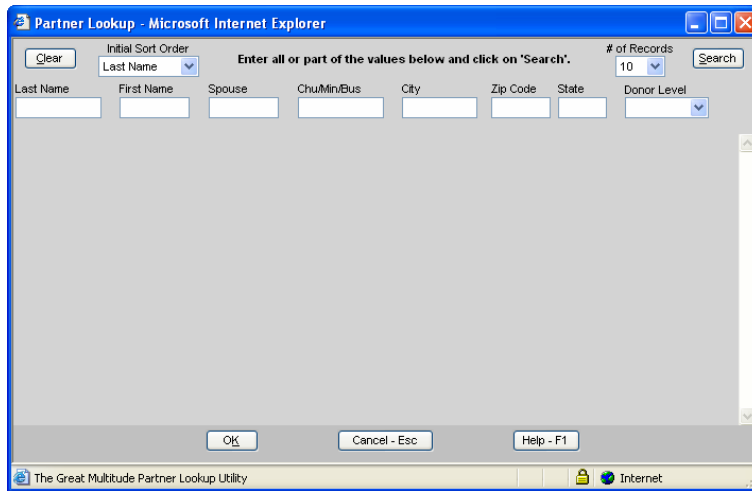 Partner Lookup - Microsoft Internet Explorer
Clear
Initial Sort Order
Last Name
Enter all or part of the values below and click on 'Search'.
# of Records
10
Search
Last Name First Name Spouse Chu/Min/Bus City Zip Code State Donor Level
OK Cancel - Esc Help - F1
The Great Multitude Partner Lookup Utility Internet